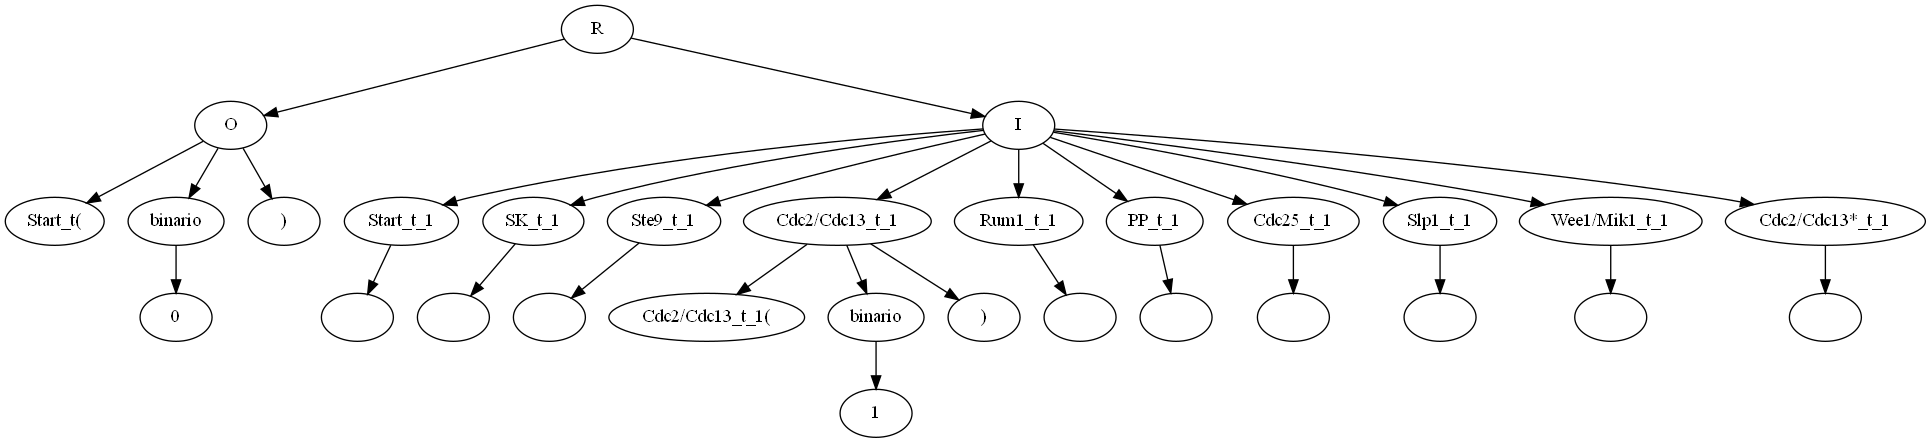 R
O
I
Start_t(
binario
)
Start_t_1
SK_t_1
Ste9_t_1
Cdc2/Cdc13_t_1
Rum1_t_1
PP_t_1
Cdc25_t_1
Slp1_t_1
Wee1/Mik1_t_1
Cdc2/Cdc13*_t_1
0
Cdc2/Cdc13_t_1(
binario
)
1